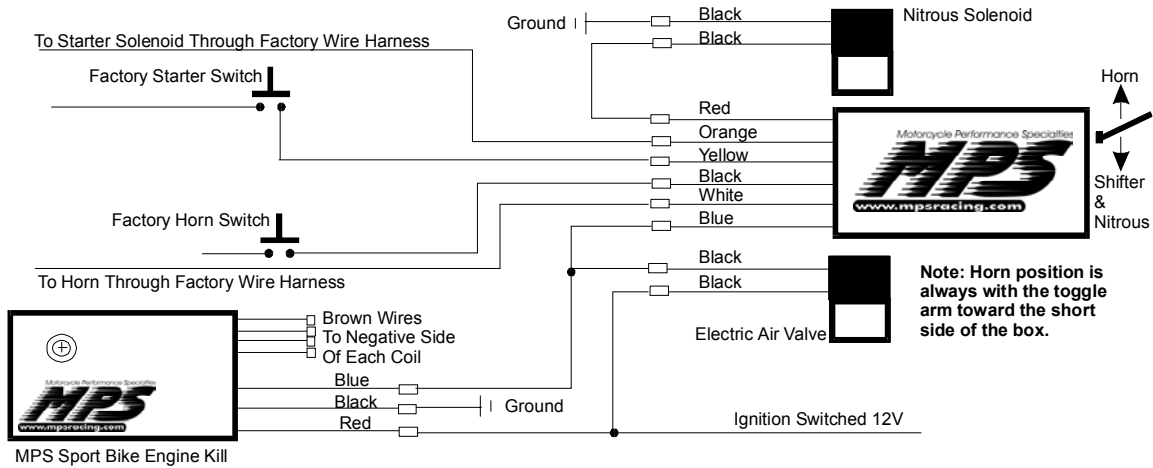 Ground
Black
Nitrous Solenoid
Black
To Starter Solenoid Through Factory Wire Harness
Factory Starter Switch
Horn
Red
Orange
Yellow
Black
White
Blue
Motorcycle Performance Specialties
MPS
www.mpsracing.com
Shifter
&
Nitrous
Factory Horn Switch
To Horn Through Factory Wire Harness
Black
Black
Electric Air Valve
Note: Horn position is
always with the toggle
arm toward the short
side of the box.
Brown Wires
To Negative Side
Of Each Coil
Motorcycle Performance Specialties
MPS
www.mpsracing.com
Blue
Black
Ground
Red
Ignition Switched 12V
MPS Sport Bike Engine Kill